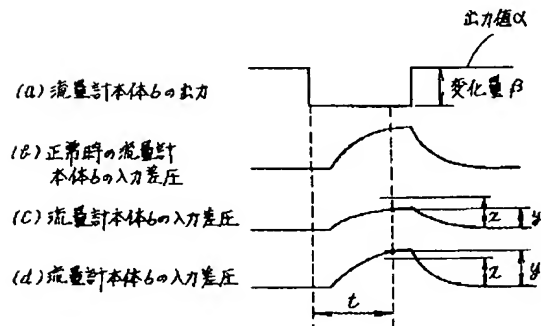 出力値α
(a) 流量計本体6の出力
変化量β
(b) 正常時の流量計
本体6の入力差圧
(c) 流量計本体6の入力差圧
z
y
(d) 流量計本体6の入力差圧
z
y
t